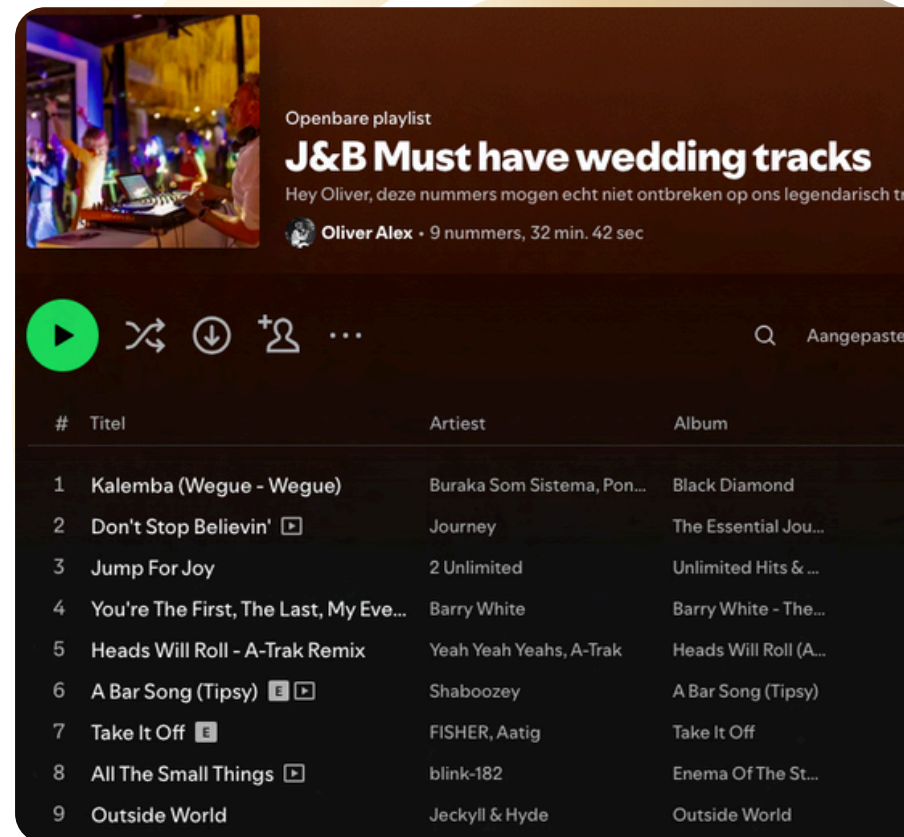 Openbare playlist
J&B Must have wedding tracks
Hey Oliver, deze nummers mogen echt niet ontbreken op ons legendarisch
Oliver Alex • 9 nummers, 32 min. 42 sec
Aangepaste
# Titel Artiest Album
1 Kalemba (Wegue - Wegue) Buraka Som Sistema, Pon... Black Diamond
2 Don't Stop Believin' Journey The Essential Jou...
3 Jump For Joy 2 Unlimited Unlimited Hits & ...
4 You're The First, The Last, My Eve... Barry White Barry White - The...
5 Heads Will Roll - A-Trak Remix Yeah Yeah Yeahs, A-Trak Heads Will Roll (A...
6 A Bar Song (Tipsy) E Shaboozey A Bar Song (Tipsy)
7 Take It Off E FISHER, Aatig Take It Off
8 All The Small Things blink-182 Enema Of The St...
9 Outside World Jeckyll & Hyde Outside World